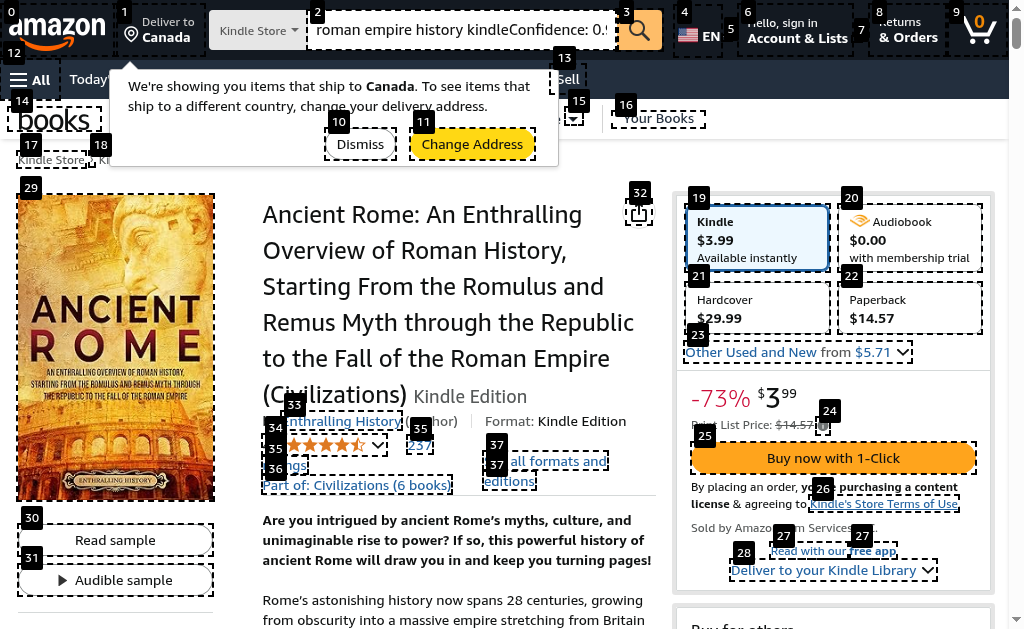 0
1
2
3
4
5
6
7
8
9
amazon
Deliver to
Canada
Kindle Store
roman empire history kindleConfidence: 0.9
EN
Hello, sign in
Account & Lists
Returns
& Orders
0
12
All
Today'
13
Sell
We're showing you items that ship to Canada. To see items that
ship to a different country, change your delivery address.
10
Dismiss
11
Change Address
14
books
15
16
Your Books
17
Kindle Store
18
29
ANCIENT
ROME
AN ENTHRALLING OVERVIEW OF ROMAN HISTORY,
STARTING FROM THE ROMULUS AND REMUS MYTH THROUGH
THE REPUBLIC TO THE FALL OF THE ROMAN EMPIRE
ENTHRALLING HISTORY
30
Read sample
31
Audible sample
32
Ancient Rome: An Enthralling
Overview of Roman History,
Starting From the Romulus and
Remus Myth through the Republic
to the Fall of the Roman Empire
(Civilizations) Kindle Edition
33
Enthralling History (Author)
Format: Kindle Edition
34
35
237
35
ratings
36
Part of: Civilizations (6 books)
37
all formats and
37
editions
Are you intrigued by ancient Rome's myths, culture, and
unimaginable rise to power? If so, this powerful history of
ancient Rome will draw you in and keep you turning pages!
Rome's astonishing history now spans 28 centuries, growing
from obscurity into a massive empire stretching from Britain
19
Kindle
$3.99
Available instantly
20
Audiobook
$0.00
with membership trial
21
Hardcover
$29.99
22
Paperback
$14.57
23
Other Used and New from $5.71
-73% $3 99
24
Print List Price: $14.57
25
Buy now with 1-Click
By placing an order, you're purchasing a content
license & agreeing to Kindle's Store Terms of Use.
26
Sold by Amazon.com Services LLC.
27
27
Read with our free app
28
Deliver to your Kindle Library
Buy for others